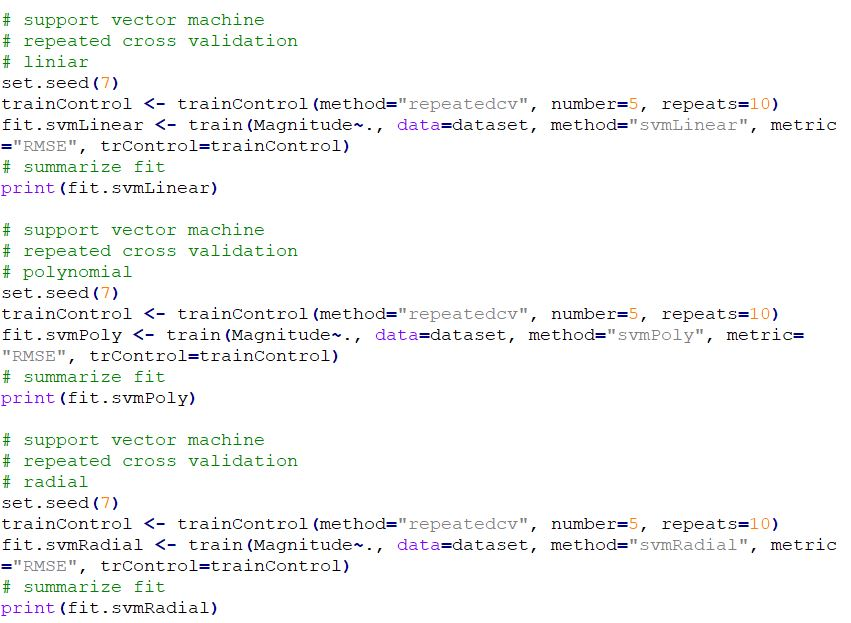 # support vector machine
# repeated cross validation
# liniar
set.seed(7)
trainControl <- trainControl(method="repeatedcv", number=5, repeats=10)
fit.svmLinear <- train(Magnitude~., data=dataset, method="svmLinear", metric
="RMSE", trControl=trainControl)
# summarize fit
print(fit.svmLinear)

# support vector machine
# repeated cross validation
# polynomial
set.seed(7)
trainControl <- trainControl(method="repeatedcv", number=5, repeats=10)
fit.svmPoly <- train(Magnitude~., data=dataset, method="svmPoly", metric=
"RMSE", trControl=trainControl)
# summarize fit
print(fit.svmPoly)

# support vector machine
# repeated cross validation
# radial
set.seed(7)
trainControl <- trainControl(method="repeatedcv", number=5, repeats=10)
fit.svmRadial <- train(Magnitude~., data=dataset, method="svmRadial", metric
="RMSE", trControl=trainControl)
# summarize fit
print(fit.svmRadial)